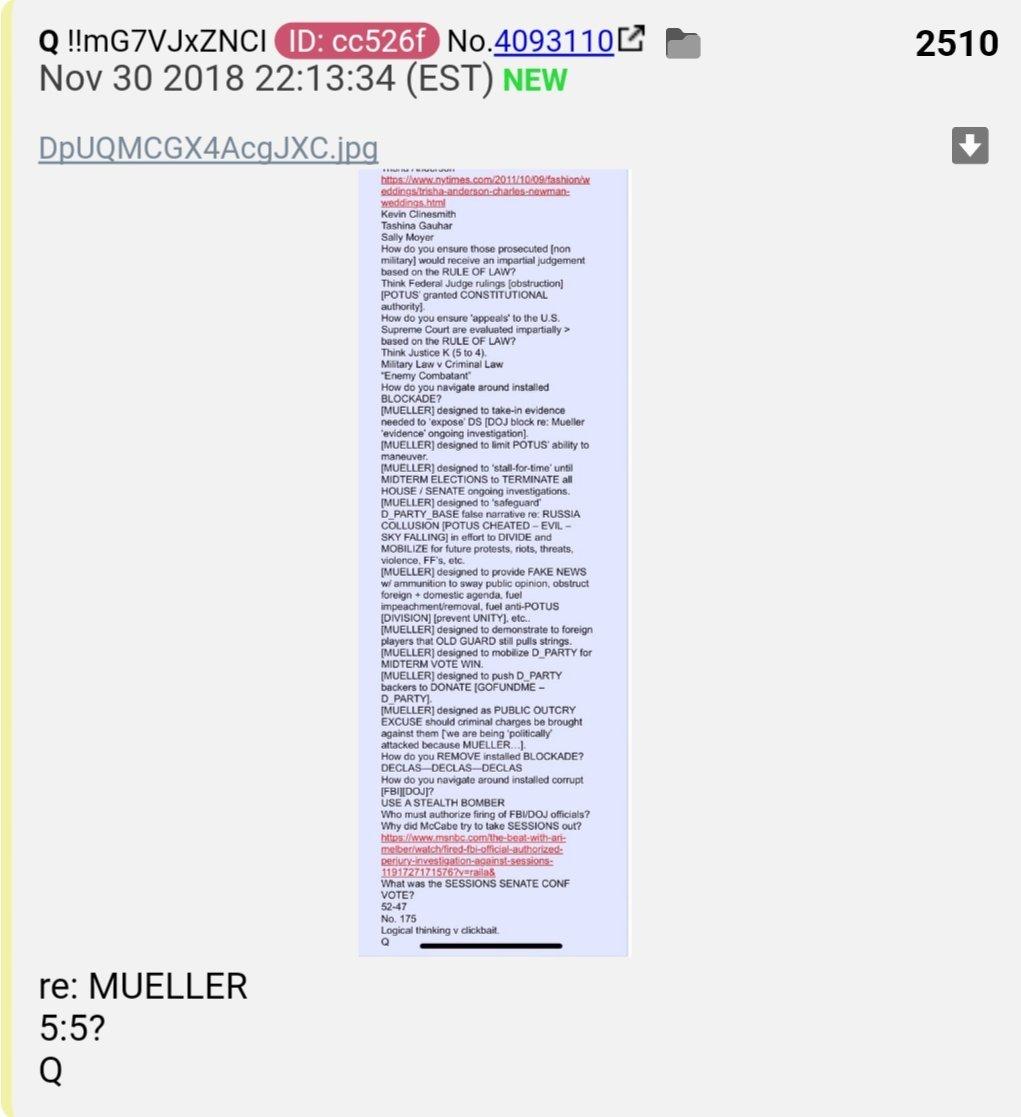 Q !!mG7VJxZNCI ID: cc526f No.4093110 2510
Nov 30 2018 22:13:34 (EST) NEW
DpUQMCGX4AcgJXC.jpg
https://www.nytimes.com/2011/10/09/fashion/w
eddings/trisha-anderson-charles-newman-
weddings.html
Kevin Clinesmith
Tashina Gauhar
Sally Moyer
How do you ensure those prosecuted [non
military] would receive an impartial judgement
based on the RULE OF LAW?
Think Federal Judge rulings [obstruction]
[POTUS' granted CONSTITUTIONAL
authority].
How do you ensure 'appeals' to the U.S.
Supreme Court are evaluated impartially >
based on the RULE OF LAW?
Think Justice K (5 to 4).
Military Law v Criminal Law
"Enemy Combatant"
How do you navigate around installed
BLOCKADE?
[MUELLER] designed to take-in evidence
needed to 'expose' DS [DOJ block re: Mueller
'evidence' ongoing investigation].
[MUELLER] designed to limit POTUS' ability to
maneuver.
[MUELLER] designed to 'stall-for-time' until
MIDTERM ELECTIONS to TERMINATE all
HOUSE / SENATE ongoing investigations.
[MUELLER] designed to 'safeguard'
D_PARTY_BASE false narrative re: RUSSIA
COLLUSION [POTUS CHEATED – EVIL –
SKY FALLING] in effort to DIVIDE and
MOBILIZE for future protests, riots, threats,
violence, FF's, etc.
[MUELLER] designed to provide FAKE NEWS
w/ ammunition to sway public opinion, obstruct
foreign + domestic agenda, fuel
impeachment/removal, fuel anti-POTUS
[DIVISION] [prevent UNITY], etc..
[MUELLER] designed to demonstrate to foreign
players that OLD GUARD still pulls strings.
[MUELLER] designed to mobilize D_PARTY for
MIDTERM VOTE WIN.
[MUELLER] designed to push D_PARTY
backers to DONATE [GOFUNDME –
D_PARTY].
[MUELLER] designed as PUBLIC OUTCRY
EXCUSE should criminal charges be brought
against them ['we are being 'politically'
attacked because MUELLER...].
How do you REMOVE installed BLOCKADE?
DECLAS—DECLAS—DECLAS
How do you navigate around installed corrupt
[FBI][DOJ]?
USE A STEALTH BOMBER
Who must authorize firing of FBI/DOJ officials?
Why did McCabe try to take SESSIONS out?
https://www.msnbc.com/the-beat-with-ari-
melber/watch/fired-fbi-official-authorized-
perjury-investigation-against-sessions-
1191727171576?v=raila&
What was the SESSIONS SENATE CONF
VOTE?
52-47
No. 175
Logical thinking v clickbait.
Q
re: MUELLER
5:5?
Q